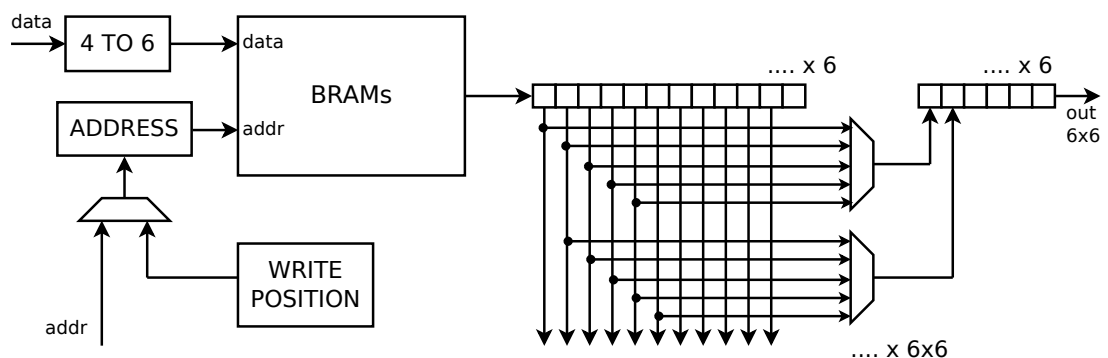 data
4 TO 6
data
BRAMs
.... x 6
.... x 6
out
6x6
ADDRESS
addr
WRITE
POSITION
addr
.... x 6x6